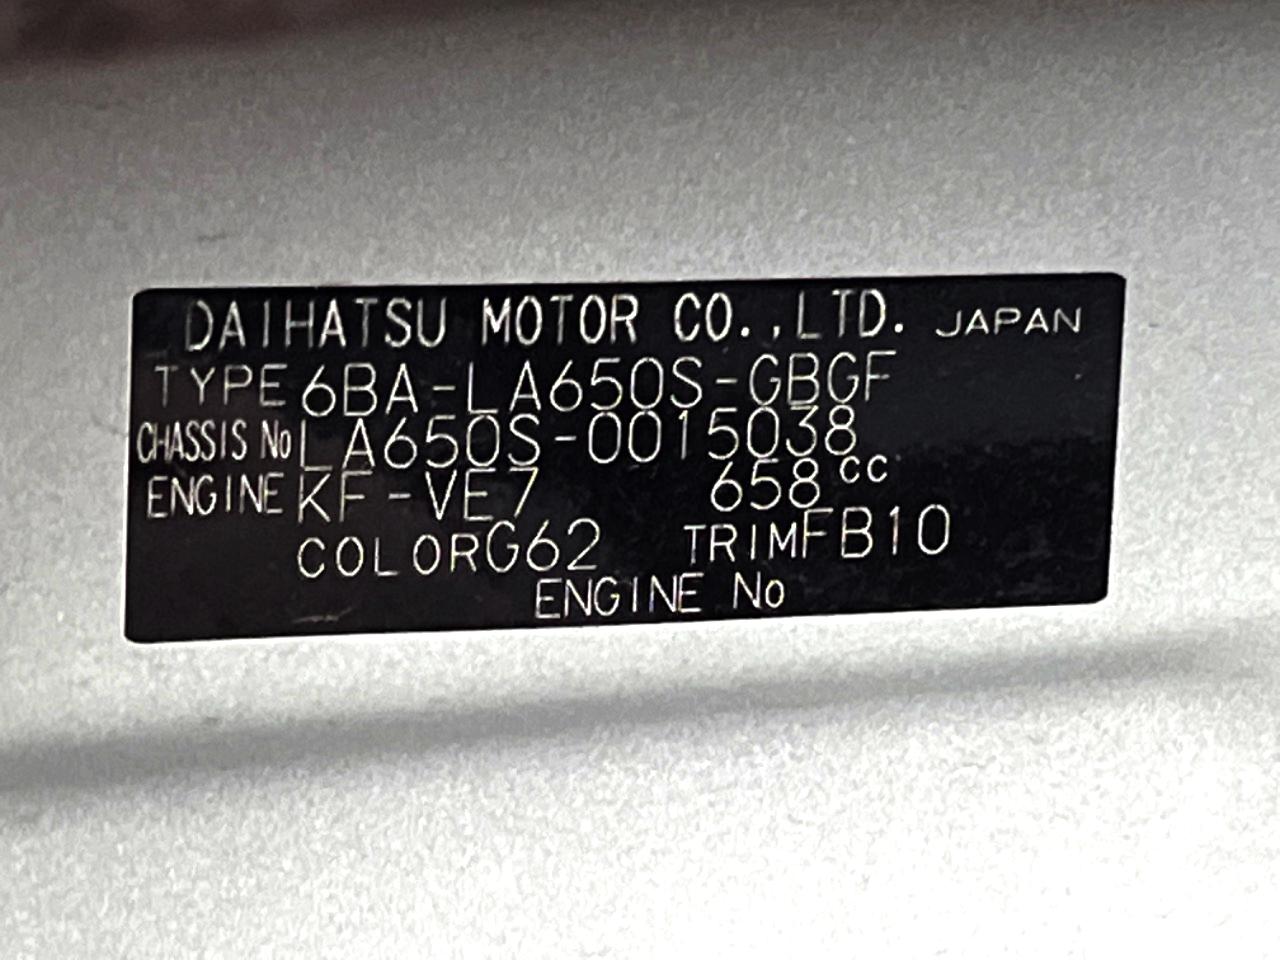 DAIHATSU MOTOR CO.,LTD. JAPAN
TYPE 6BA-LA650S-GBGF
CHASSIS No LA650S-0015038
ENGINE KF-VE7 658cc
COLOR G62 TRIM FB10
ENGINE No